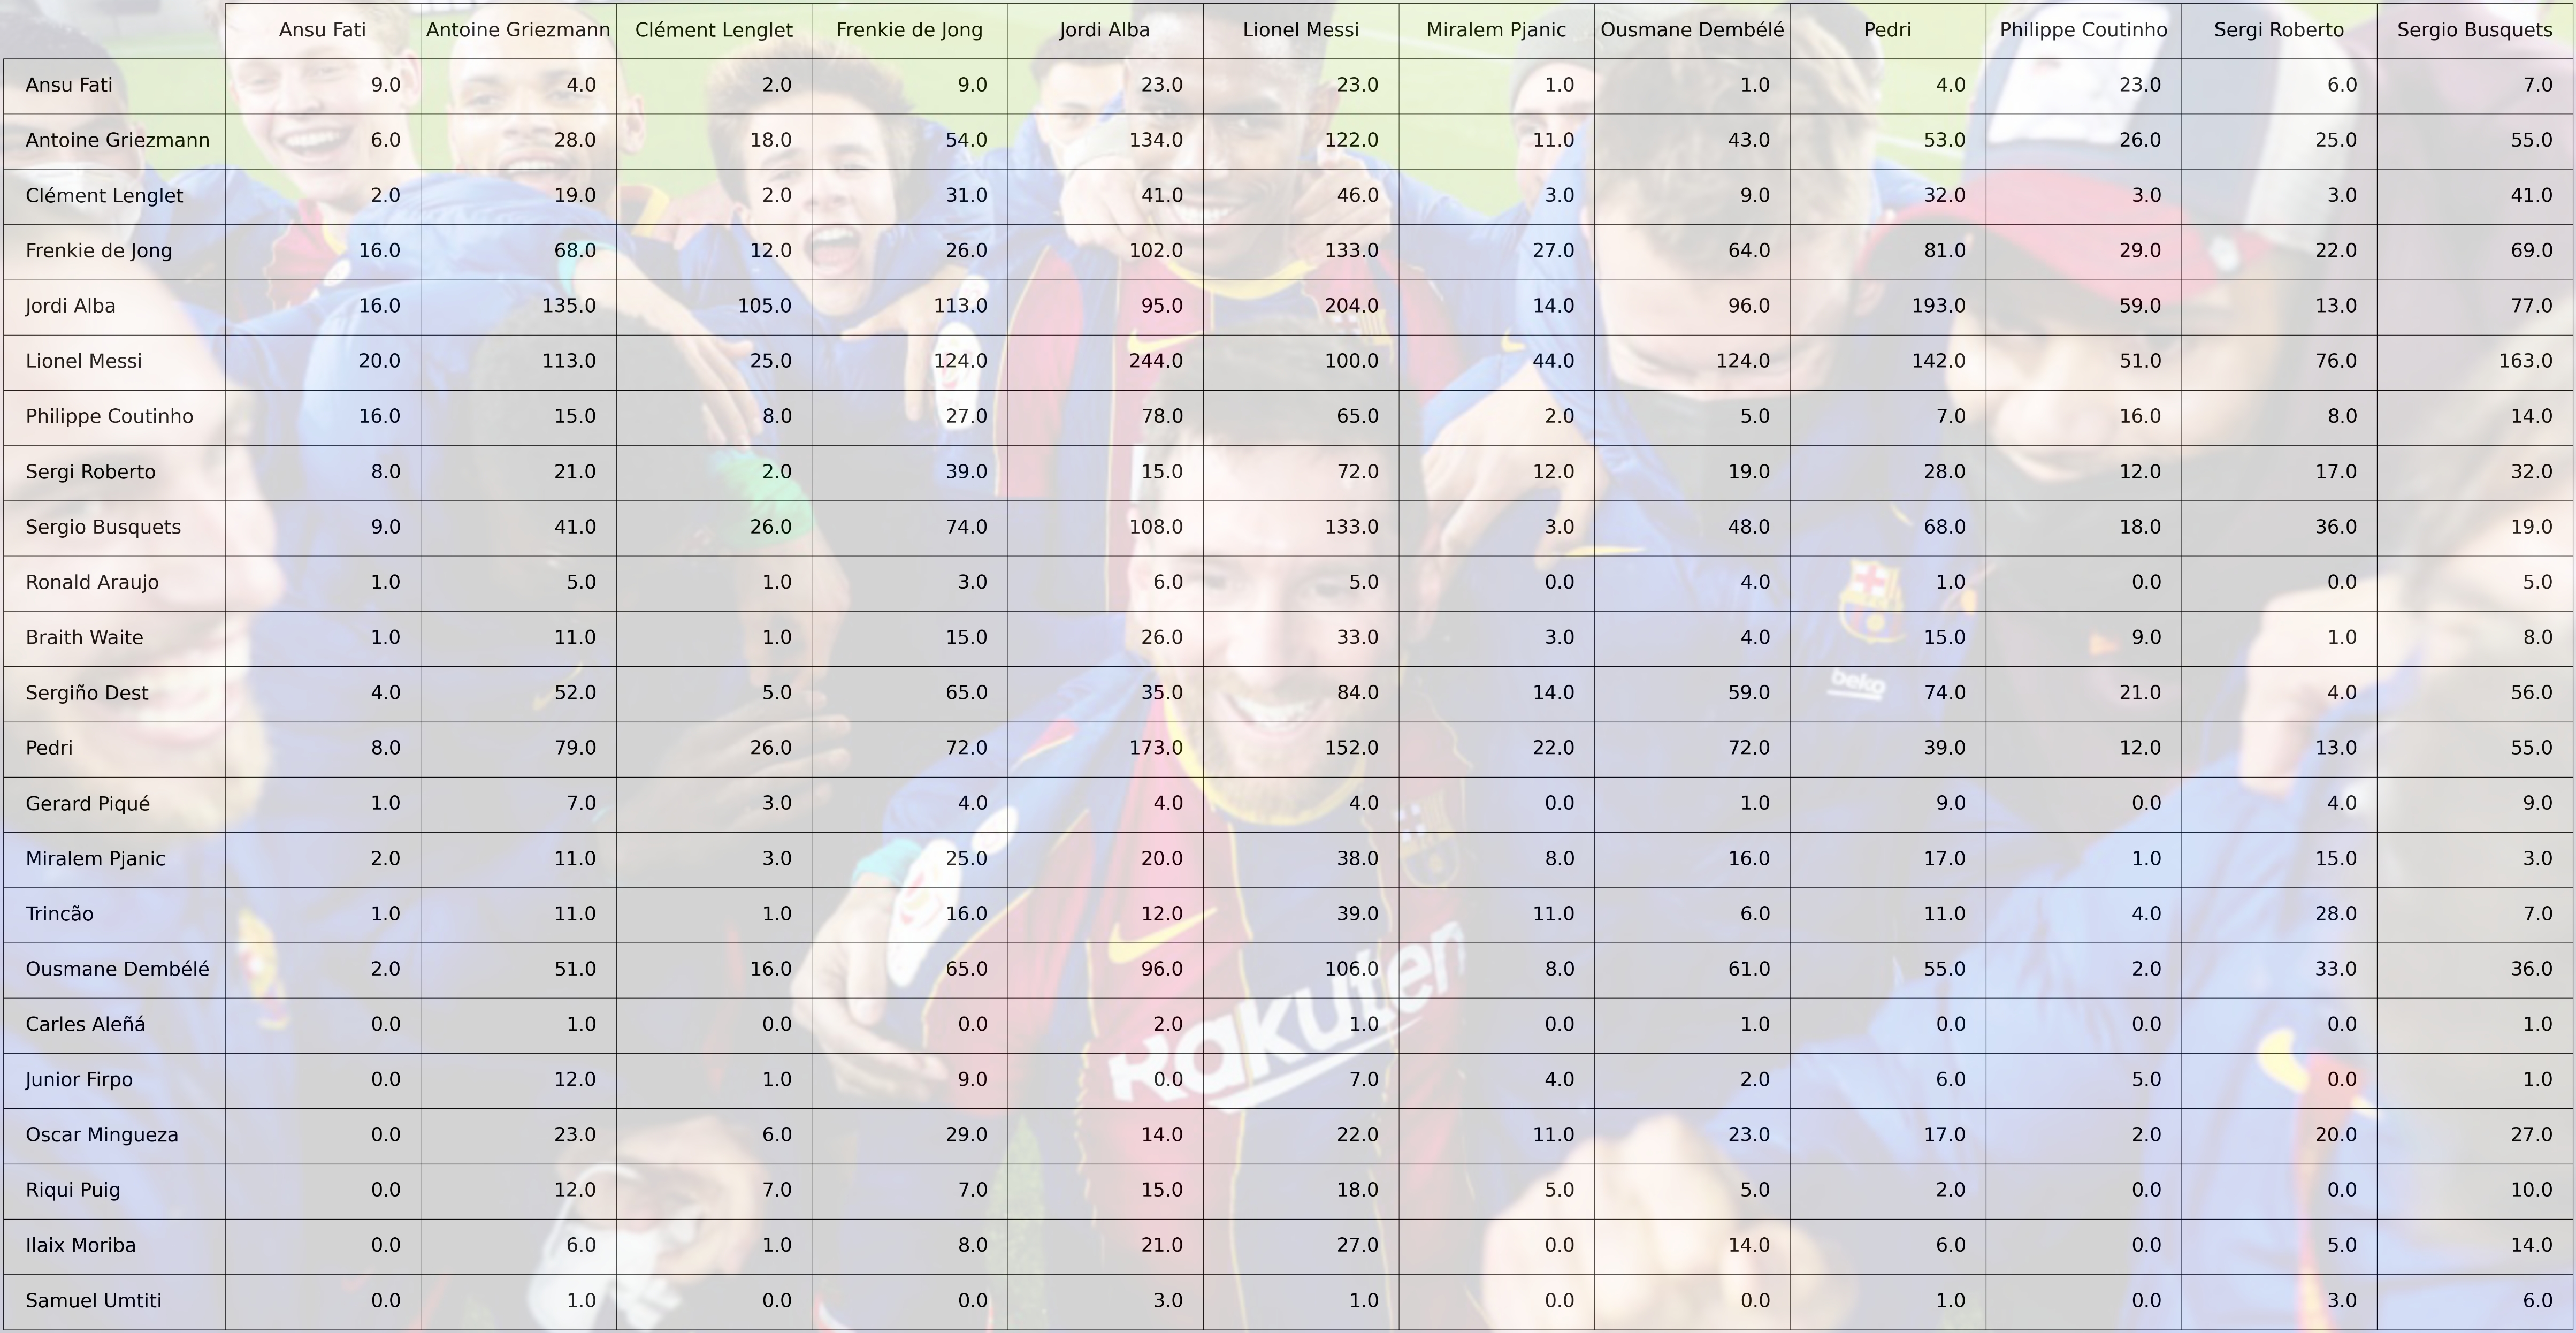 Ansu Fati Antoine Griezmann Clément Lenglet Frenkie de Jong Jordi Alba Lionel Messi Miralem Pjanic Ousmane Dembélé Pedri Philippe Coutinho Sergi Roberto Sergio Busquets
Ansu Fati 9.0 4.0 2.0 9.0 23.0 23.0 1.0 1.0 4.0 23.0 6.0 7.0
Antoine Griezmann 6.0 28.0 18.0 54.0 134.0 122.0 11.0 43.0 53.0 26.0 25.0 55.0
Clément Lenglet 2.0 19.0 2.0 31.0 41.0 46.0 3.0 9.0 32.0 3.0 3.0 41.0
Frenkie de Jong 16.0 68.0 12.0 26.0 102.0 133.0 27.0 64.0 81.0 29.0 22.0 69.0
Jordi Alba 16.0 135.0 105.0 113.0 95.0 204.0 14.0 96.0 193.0 59.0 13.0 77.0
Lionel Messi 20.0 113.0 25.0 124.0 244.0 100.0 44.0 124.0 142.0 51.0 76.0 163.0
Philippe Coutinho 16.0 15.0 8.0 27.0 78.0 65.0 2.0 5.0 7.0 16.0 8.0 14.0
Sergi Roberto 8.0 21.0 2.0 39.0 15.0 72.0 12.0 19.0 28.0 12.0 17.0 32.0
Sergio Busquets 9.0 41.0 26.0 74.0 108.0 133.0 3.0 48.0 68.0 18.0 36.0 19.0
Ronald Araujo 1.0 5.0 1.0 3.0 6.0 5.0 0.0 4.0 1.0 0.0 0.0 5.0
Braith Waite 1.0 11.0 1.0 15.0 26.0 33.0 3.0 4.0 15.0 9.0 1.0 8.0
Sergiño Dest 4.0 52.0 5.0 65.0 35.0 84.0 14.0 59.0 74.0 21.0 4.0 56.0
beko
Pedri 8.0 79.0 26.0 72.0 173.0 152.0 22.0 72.0 39.0 12.0 13.0 55.0
Gerard Piqué 1.0 7.0 3.0 4.0 4.0 4.0 0.0 1.0 9.0 0.0 4.0 9.0
Miralem Pjanic 2.0 11.0 3.0 25.0 20.0 38.0 8.0 16.0 17.0 1.0 15.0 3.0
Trincão 1.0 11.0 1.0 16.0 12.0 39.0 11.0 6.0 11.0 4.0 28.0 7.0
Ousmane Dembélé 2.0 51.0 16.0 65.0 96.0 106.0 8.0 61.0 55.0 2.0 33.0 36.0
Rakuten
Carles Aleñá 0.0 1.0 0.0 0.0 2.0 1.0 0.0 1.0 0.0 0.0 0.0 1.0
Junior Firpo 0.0 12.0 1.0 9.0 0.0 7.0 4.0 2.0 6.0 5.0 0.0 1.0
Oscar Mingueza 0.0 23.0 6.0 29.0 14.0 22.0 11.0 23.0 17.0 2.0 20.0 27.0
Riqui Puig 0.0 12.0 7.0 7.0 15.0 18.0 5.0 5.0 2.0 0.0 0.0 10.0
Ilaix Moriba 0.0 6.0 1.0 8.0 21.0 27.0 0.0 14.0 6.0 0.0 5.0 14.0
Samuel Umtiti 0.0 1.0 0.0 0.0 3.0 1.0 0.0 0.0 1.0 0.0 3.0 6.0